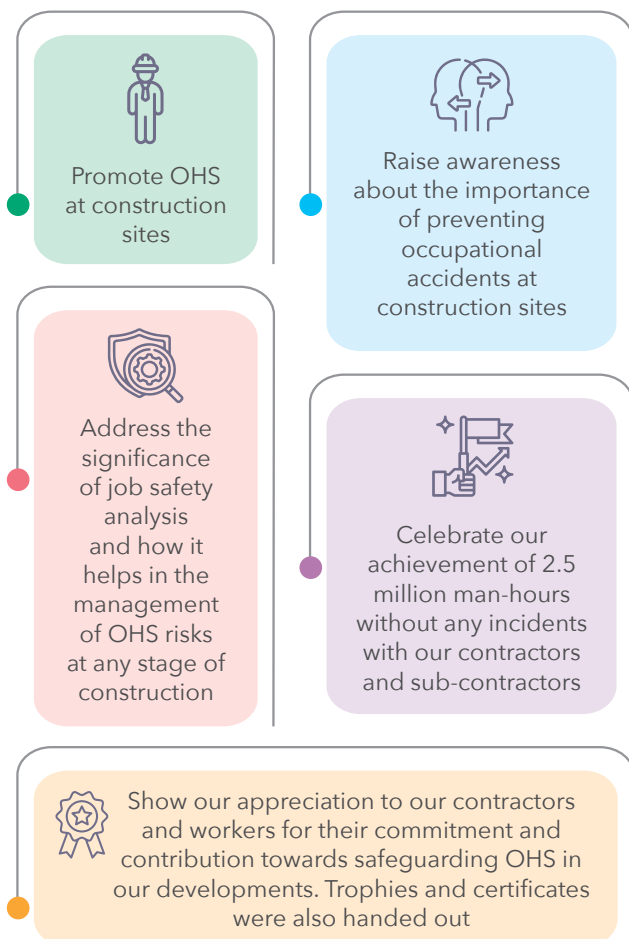 Promote OHS
at construction
sites
Raise awareness
about the importance
of preventing
occupational
accidents at
construction sites
Address the
significance
of job safety
analysis
and how it
helps in the
management
of OHS risks
at any stage of
construction
Celebrate our
achievement of 2.5
million man-hours
without any incidents
with our contractors
and sub-contractors
Show our appreciation to our contractors
and workers for their commitment and
contribution towards safeguarding OHS in
our developments. Trophies and certificates
were also handed out